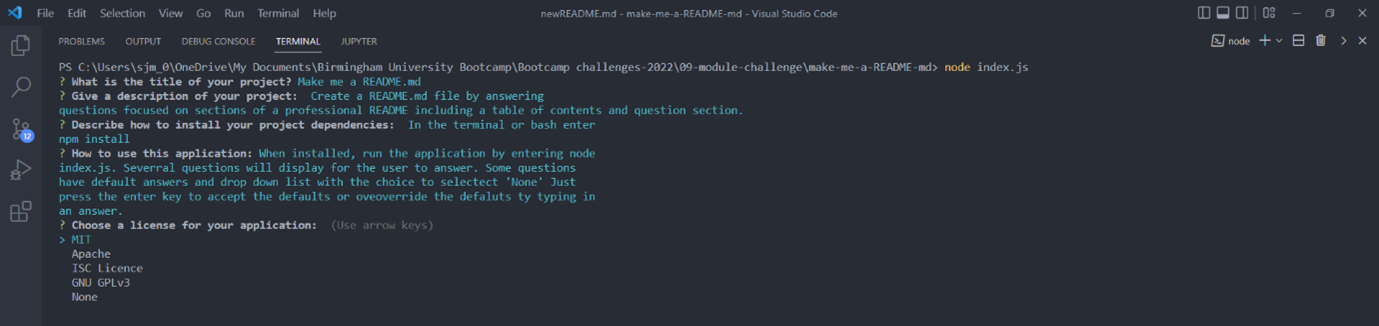 File Edit Selection View Go Run Terminal Help newREADME.md - make-me-a-README-md - Visual Studio Code
PROBLEMS OUTPUT DEBUG CONSOLE TERMINAL JUPYTER node
PS C:\Users\sjm_0\OneDrive\My Documents\Birmingham University Bootcamp\Bootcamp challenges-2022\09-module-challenge\make-me-a-README-md> node index.js
? What is the title of your project? Make me a README.md
? Give a description of your project:  Create a README.md file by answering
questions focused on sections of a professional README including a table of contents and question section.
? Describe how to install your project dependencies:  In the terminal or bash enter
npm install
? How to use this application: When installed, run the application by entering node
index.js. Severral questions will display for the user to answer. Some questions
have default answers and drop down list with the choice to selectect 'None' Just
press the enter key to accept the defaults or oveoverride the defaluts ty typing in
an answer.
? Choose a license for your application:  (Use arrow keys)
> MIT
Apache
ISC Licence
GNU GPLv3
None
12